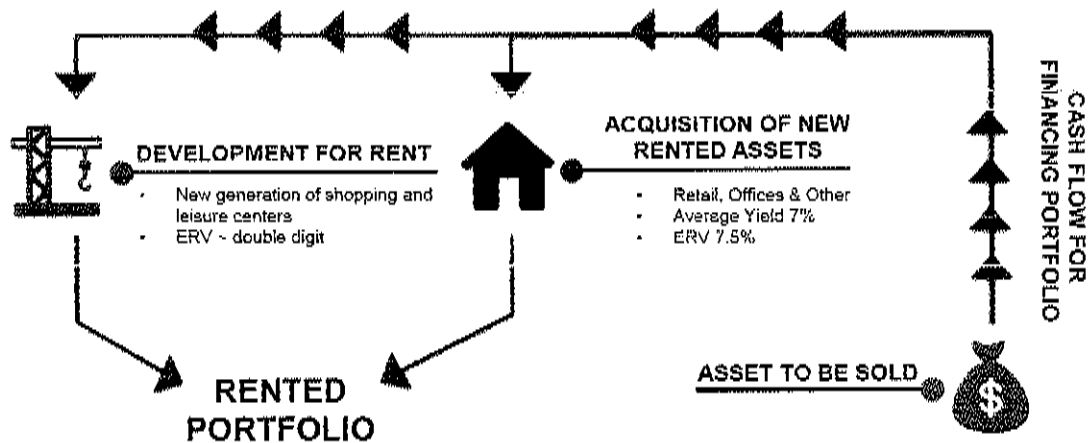 DEVELOPMENT FOR RENT
• New generation of shopping and
leisure centers
• ERV ~ double digit
ACQUISITION OF NEW
RENTED ASSETS
• Retail, Offices & Other
• Average Yield 7%
• ERV 7.5%
CASH FLOW FOR
FINANCING PORTFOLIO
RENTED
PORTFOLIO
ASSET TO BE SOLD
$